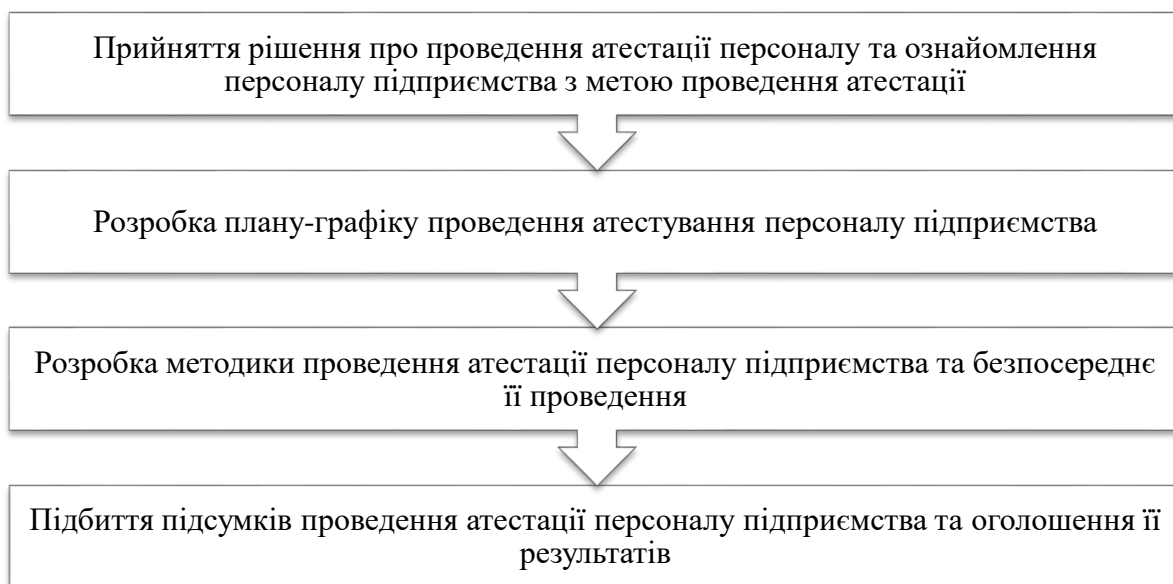 Прийняття рішення про проведення атестації персоналу та ознайомлення
персоналу підприємства з метою проведення атестації
Розробка плану-графіку проведення атестування персоналу підприємства
Розробка методики проведення атестації персоналу підприємства та безпосереднє
її проведення
Підбиття підсумків проведення атестації персоналу підприємства та оголошення її
результатів